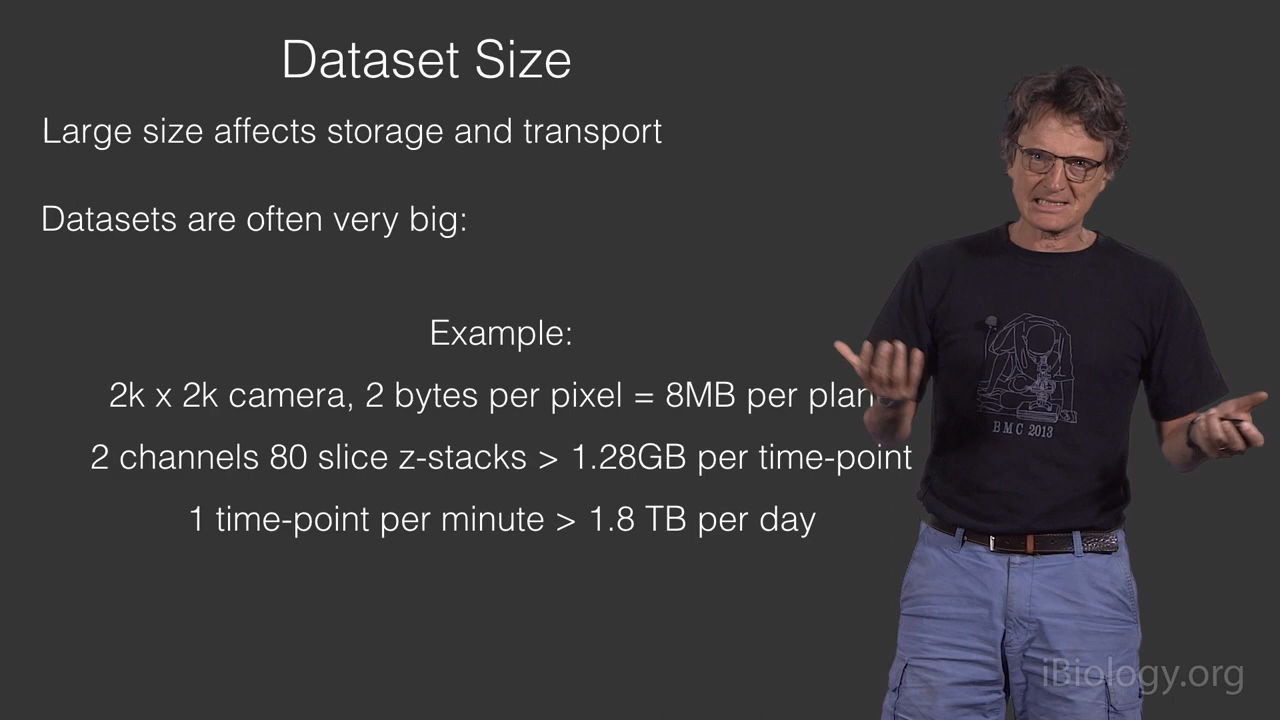 Dataset Size
Large size affects storage and transport
Datasets are often very big:
Example:
2k x 2k camera, 2 bytes per pixel = 8MB per plan
2 channels 80 slice z-stacks > 1.28GB per time-point
1 time-point per minute > 1.8 TB per day
BMC 2013
iBiology.org